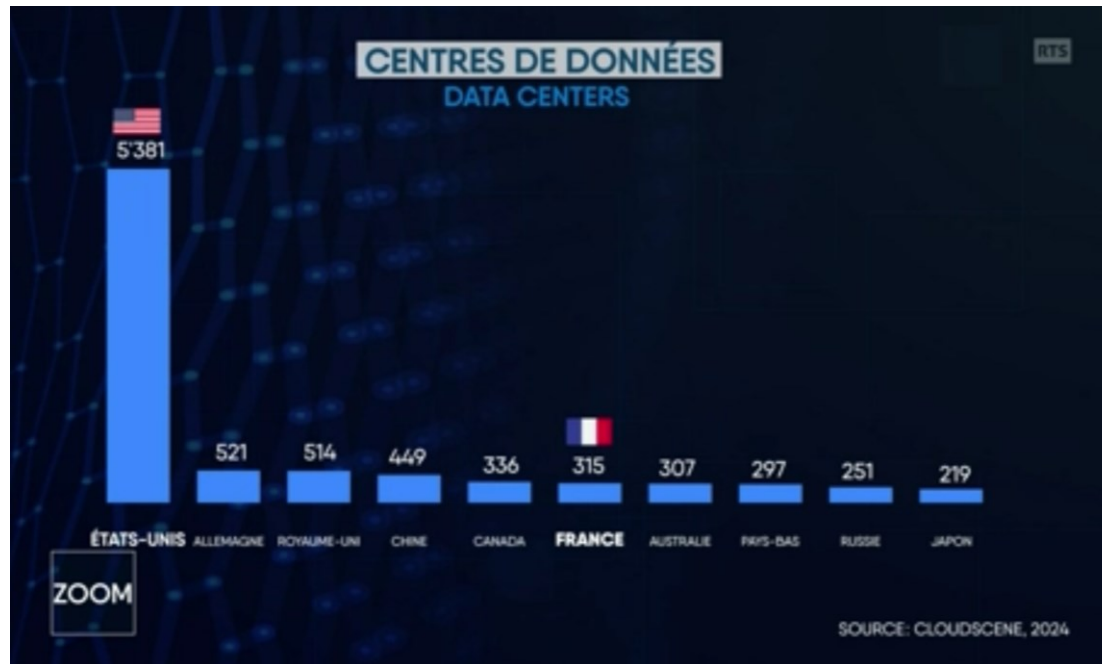 CENTRES DE DONNÉES
RTS
DATA CENTERS
5'381
521
514
449
336
315
307
297
251
219
ÉTATS-UNIS
ALLEMAGNE
ROYAUME-UNI
CHINE
CANADA
FRANCE
AUSTRALIE
PAYS-BAS
RUSSIE
JAPON
ZOOM
SOURCE: CLOUDSCENE, 2024